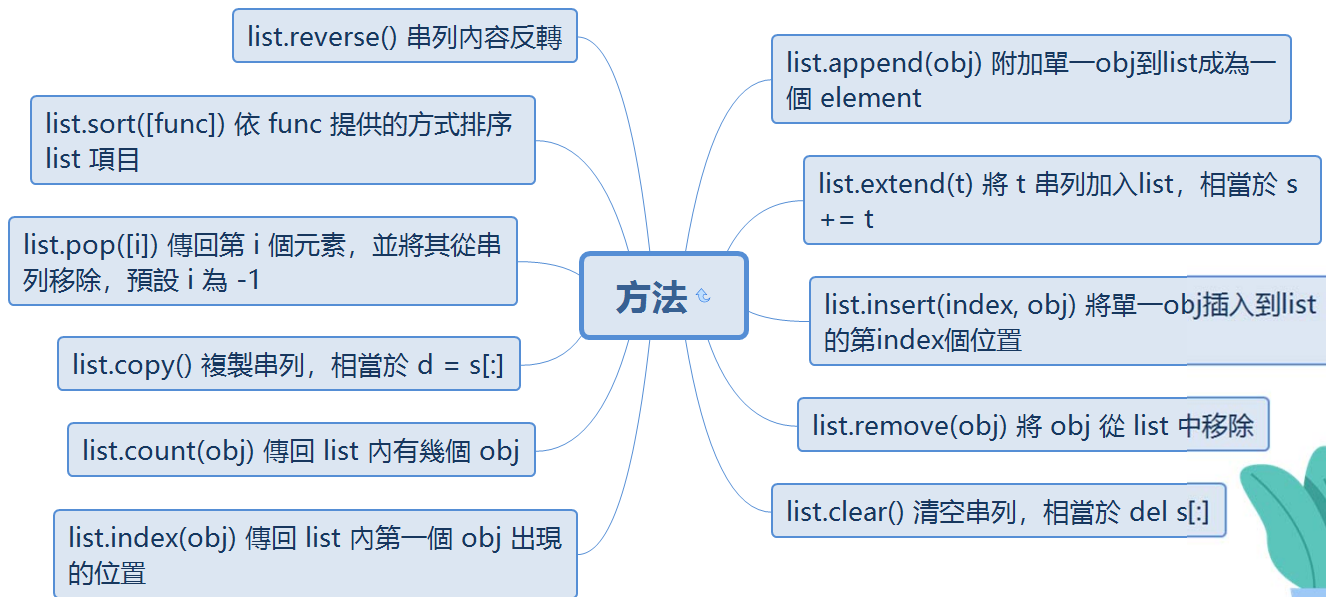 list.reverse() 串列內容反轉
list.sort([func]) 依 func 提供的方式排序
list 項目
list.pop([i]) 傳回第 i 個元素，並將其從串
列移除，預設 i 為 -1
list.copy() 複製串列，相當於 d = s[:]
list.count(obj) 傳回 list 內有幾個 obj
list.index(obj) 傳回 list 內第一個 obj 出現
的位置
方法
list.append(obj) 附加單一obj到list成為一
個 element
list.extend(t) 將 t 串列加入list，相當於 s
+= t
list.insert(index, obj) 將單一obj插入到list
的第index個位置
list.remove(obj) 將 obj 從 list 中移除
list.clear() 清空串列，相當於 del s[:]